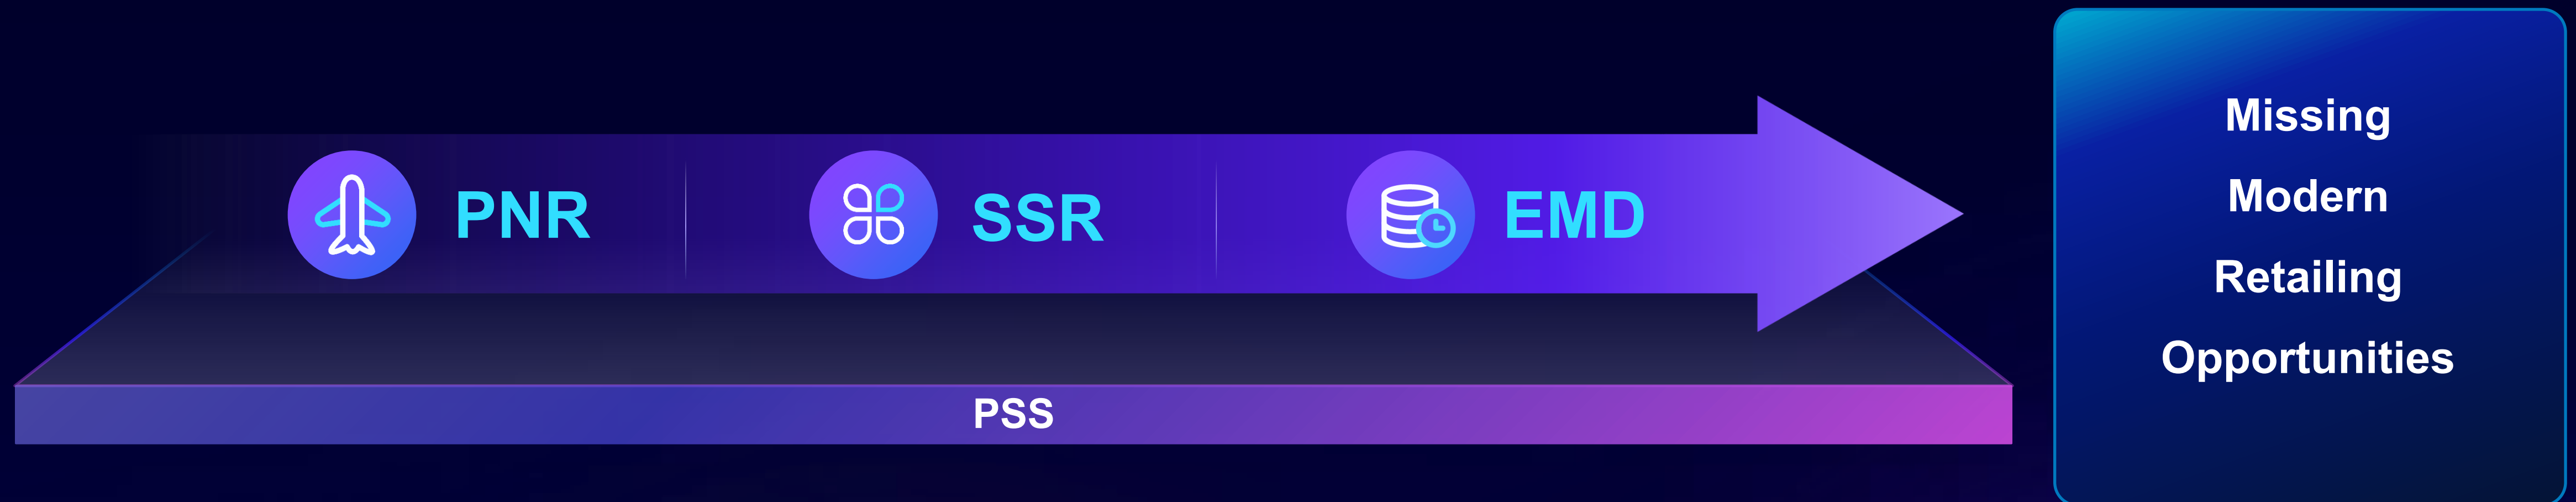 PNR
SSR
EMD
PSS
Missing
Modern
Retailing
Opportunities